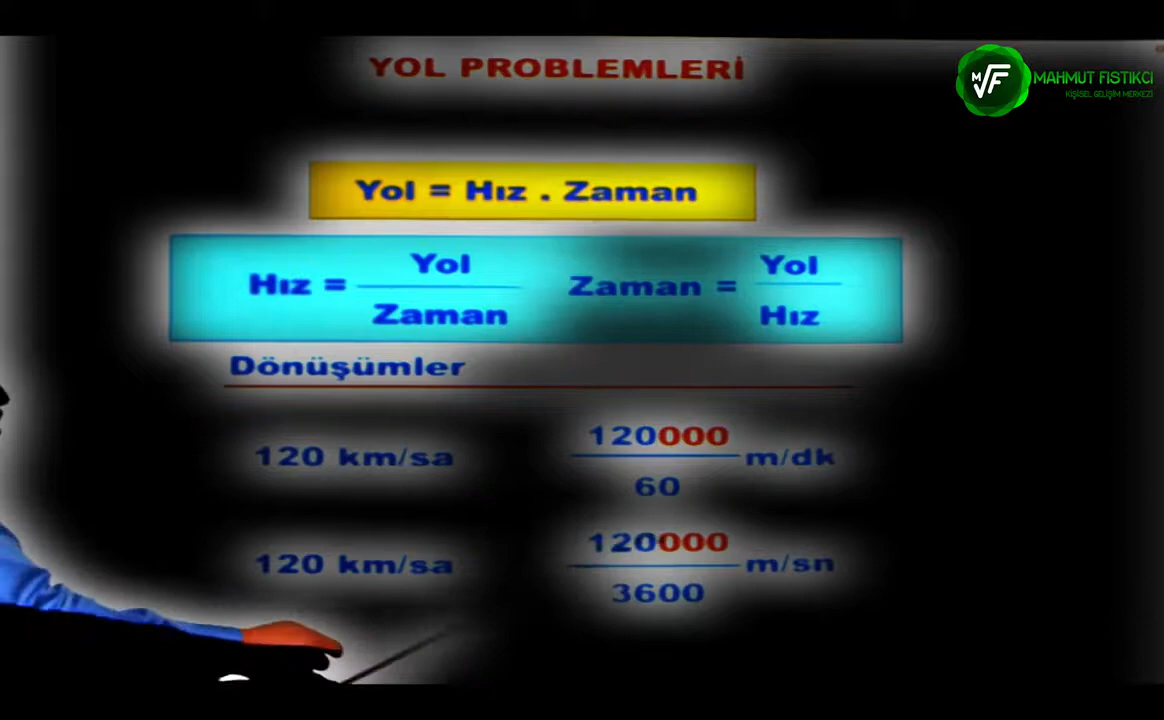 YOL PROBLEMLERİ
MAHMUT FISTIKCI
KİŞİSEL GELİŞİM MERKEZİ
Yol = Hız . Zaman
Hız = Yol / Zaman
Zaman = Yol / Hız
Dönüşümler
120 km/sa
120000 / 60 m/dk
120 km/sa
120000 / 3600 m/sn